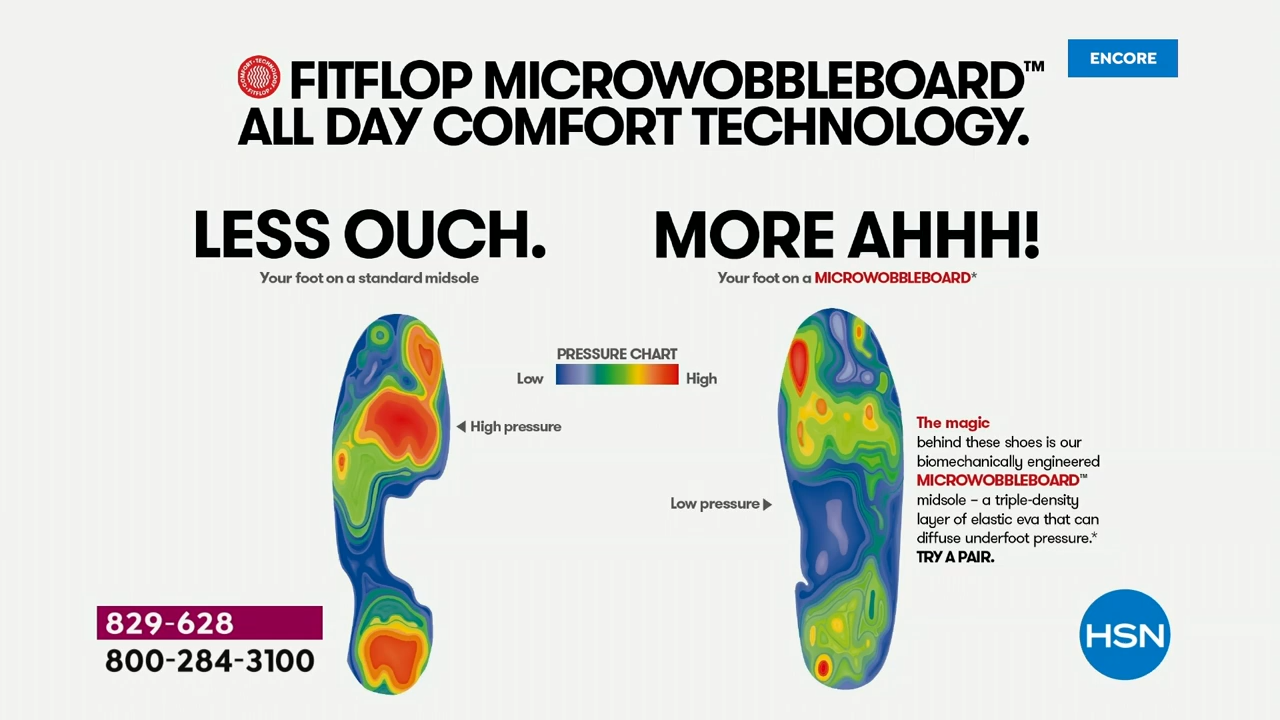 FITFLOP MICROWOBBLEBOARD™
ALL DAY COMFORT TECHNOLOGY.
ENCORE
LESS OUCH.
Your foot on a standard midsole
MORE AHHH!
Your foot on a MICROWOBBLEBOARD*
PRESSURE CHART
Low
High
High pressure
Low pressure
The magic
behind these shoes is our
biomechanically engineered
MICROWOBBLEBOARD™
midsole – a triple-density
layer of elastic eva that can
diffuse underfoot pressure.*
TRY A PAIR.
829-628
800-284-3100
HSN